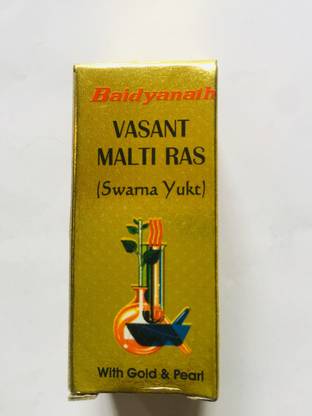 Baidyanath
VASANT
MALTI RAS
(Swarna Yukt)
With Gold & Pearl